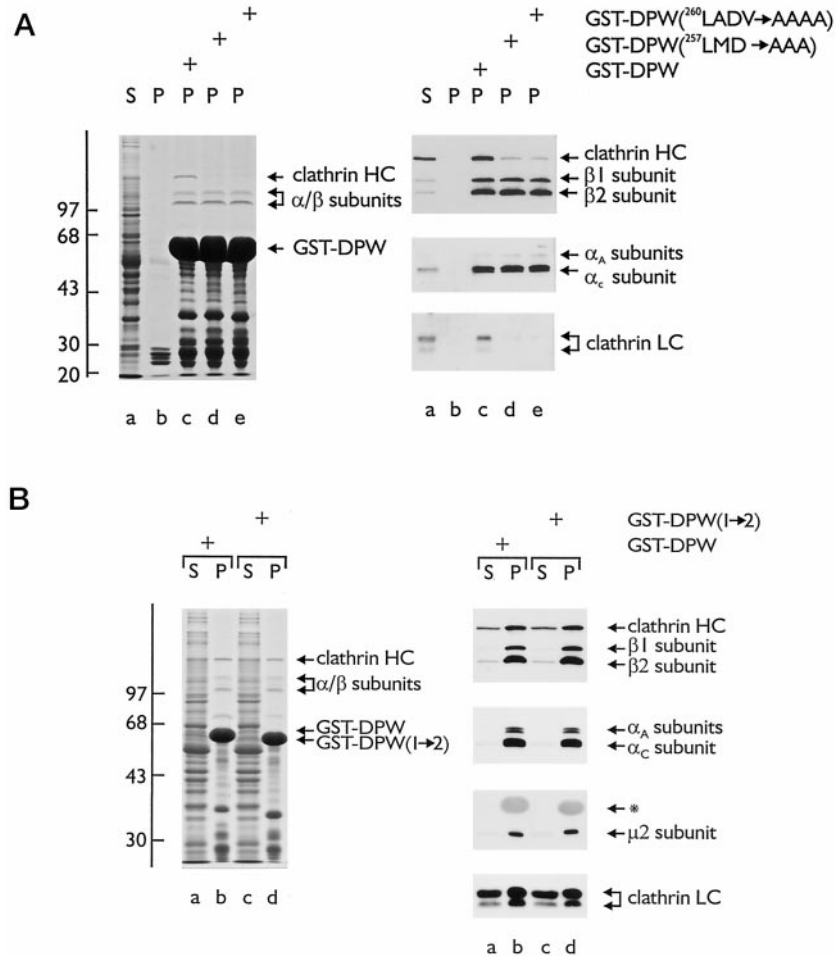 A
GST-DPW(²⁶⁰LADV→AAAA)
GST-DPW(²⁵⁷LMD →AAA)
GST-DPW
+
+
+
S P P P P
clathrin HC
α/β subunits
GST-DPW
97
68
43
30
20
a b c d e
+
+
+
S P P P P
clathrin HC
β1 subunit
β2 subunit
αA subunits
αc subunit
clathrin LC
a b c d e
B
GST-DPW(1→2)
GST-DPW
+
+
S P S P
clathrin HC
α/β subunits
GST-DPW
GST-DPW(1→2)
97
68
43
30
a b c d
+
+
S P S P
clathrin HC
β1 subunit
β2 subunit
αA subunits
αC subunit
*
μ2 subunit
clathrin LC
a b c d